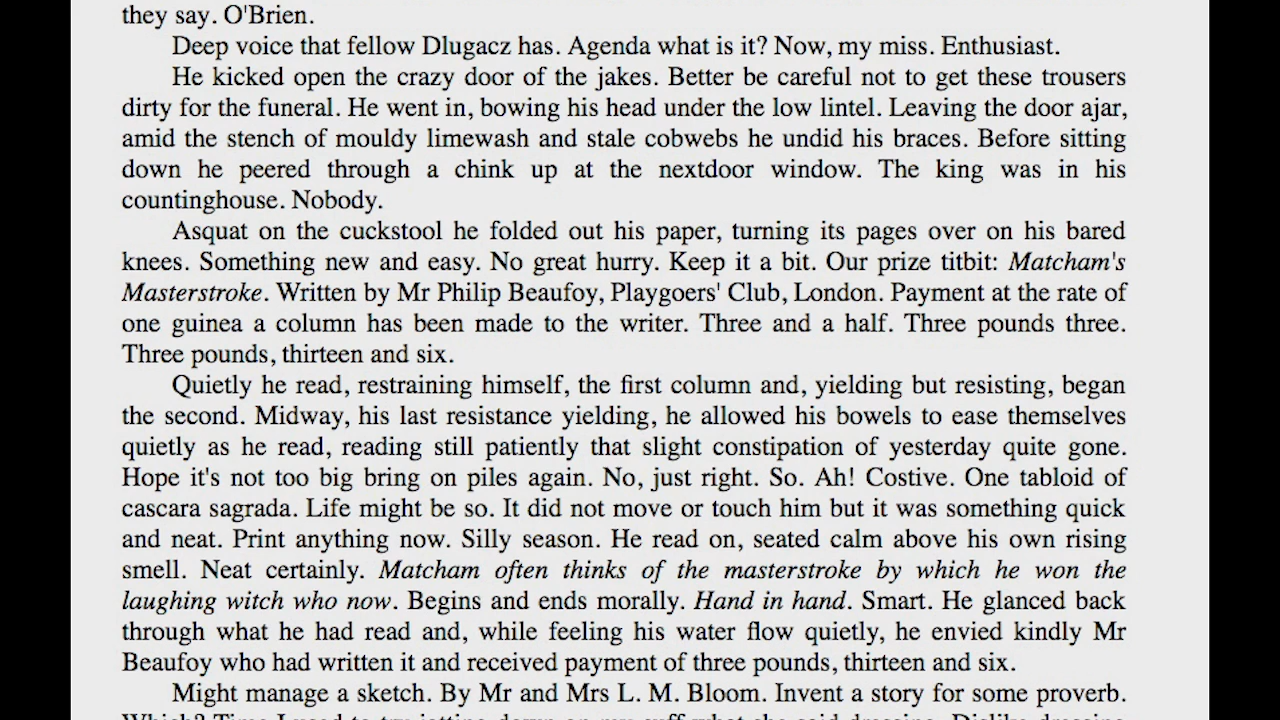 they say. O'Brien.
Deep voice that fellow Dlugacz has. Agenda what is it? Now, my miss. Enthusiast.
He kicked open the crazy door of the jakes. Better be careful not to get these trousers
dirty for the funeral. He went in, bowing his head under the low lintel. Leaving the door ajar,
amid the stench of mouldy limewash and stale cobwebs he undid his braces. Before sitting
down he peered through a chink up at the nextdoor window. The king was in his
countinghouse. Nobody.
Asquat on the cuckstool he folded out his paper, turning its pages over on his bared
knees. Something new and easy. No great hurry. Keep it a bit. Our prize titbit: Matcham's
Masterstroke. Written by Mr Philip Beaufoy, Playgoers' Club, London. Payment at the rate of
one guinea a column has been made to the writer. Three and a half. Three pounds three.
Three pounds, thirteen and six.
Quietly he read, restraining himself, the first column and, yielding but resisting, began
the second. Midway, his last resistance yielding, he allowed his bowels to ease themselves
quietly as he read, reading still patiently that slight constipation of yesterday quite gone.
Hope it's not too big bring on piles again. No, just right. So. Ah! Costive. One tabloid of
cascara sagrada. Life might be so. It did not move or touch him but it was something quick
and neat. Print anything now. Silly season. He read on, seated calm above his own rising
smell. Neat certainly. Matcham often thinks of the masterstroke by which he won the
laughing witch who now. Begins and ends morally. Hand in hand. Smart. He glanced back
through what he had read and, while feeling his water flow quietly, he envied kindly Mr
Beaufoy who had written it and received payment of three pounds, thirteen and six.
Might manage a sketch. By Mr and Mrs L. M. Bloom. Invent a story for some proverb.
Which? Time I used to try jotting down on my cuff what she said dressing. Dislike dressing